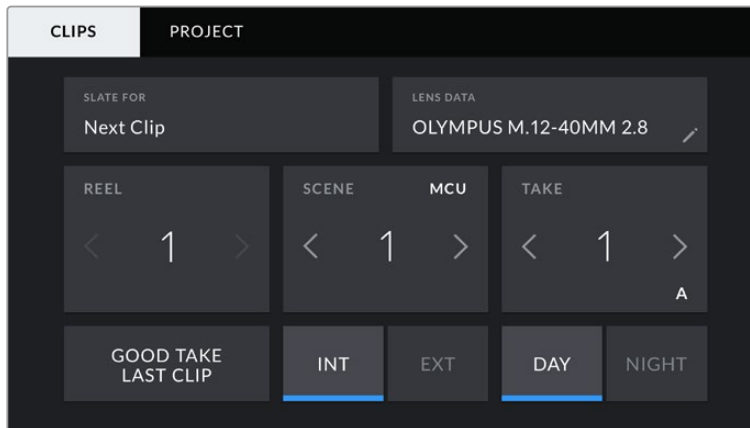 CLIPS PROJECT
SLATE FOR
Next Clip
LENS DATA
OLYMPUS M.12-40MM 2.8
REEL
1
SCENE MCU
1
TAKE
1
A
GOOD TAKE
LAST CLIP
INT EXT
DAY NIGHT